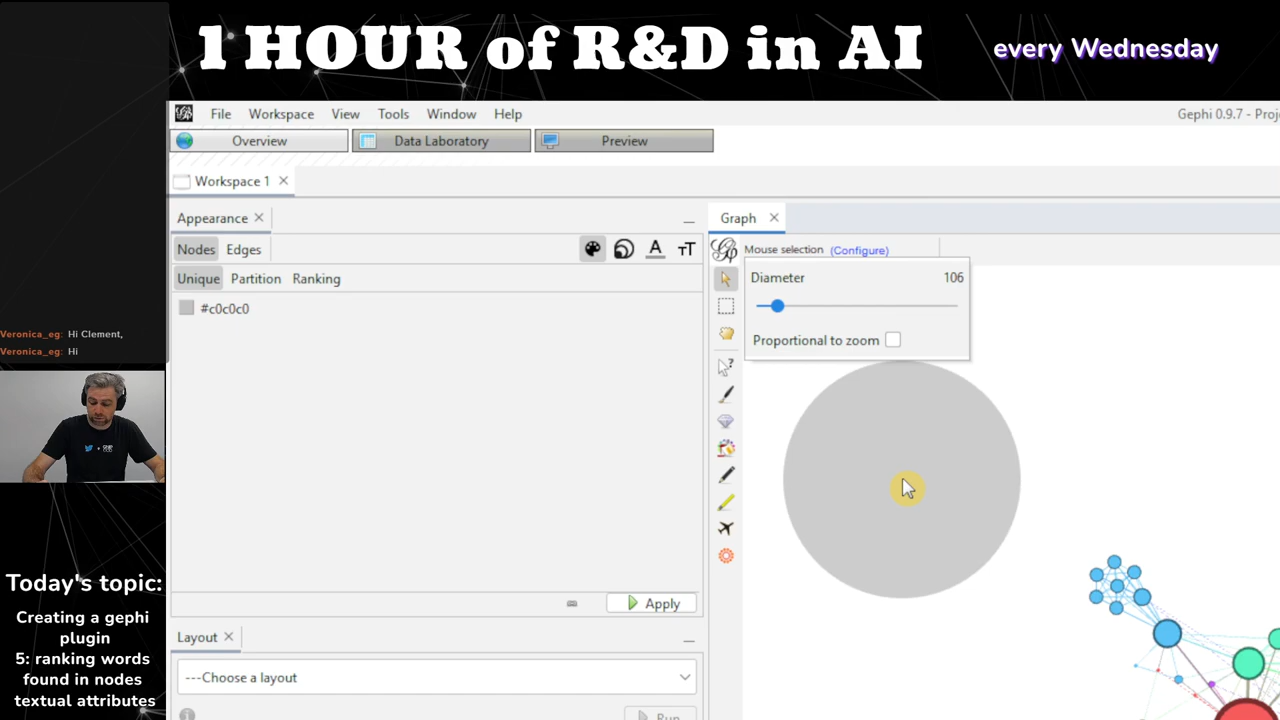 1 HOUR of R&D in AI
every Wednesday
File Workspace View Tools Window Help
Gephi 0.9.7 - Proj
Overview Data Laboratory Preview
Workspace 1
Appearance
Graph
Nodes Edges
Mouse selection (Configure)
Unique Partition Ranking
Diameter 106
#c0c0c0
Proportional to zoom
Veronica_eg: Hi Clement,
Veronica_eg: Hi
Apply
Layout
---Choose a layout
Run
Today's topic:
Creating a gephi
plugin
5: ranking words
found in nodes
textual attributes